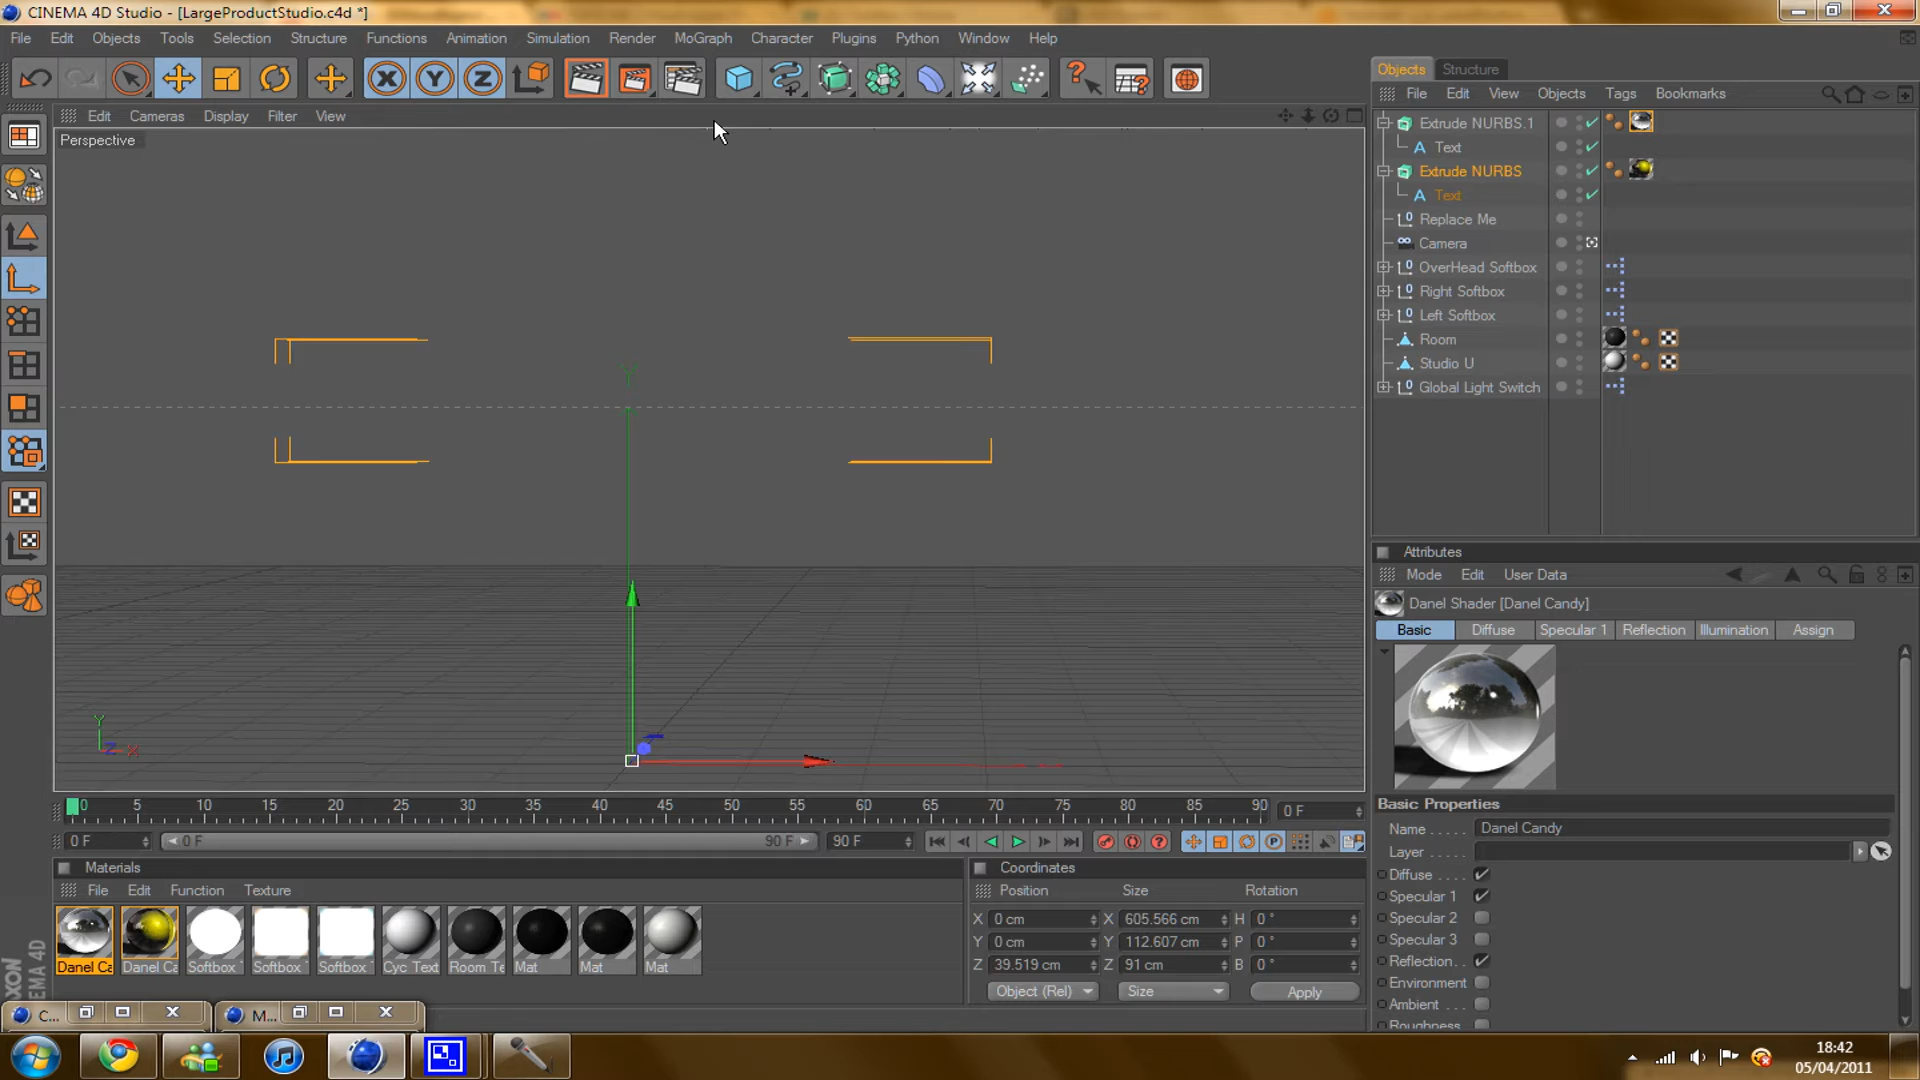 CINEMA 4D Studio - [LargeProductStudio.c4d *]
File Edit Objects Tools Selection Structure Functions Animation Simulation Render MoGraph Character Plugins Python Window Help
Edit Cameras Display Filter View
Perspective
Y
Y
Z X
0 5 10 15 20 25 30 35 40 45 50 55 60 65 70 75 80 85 90 0 F
0 F 0 F 90 F 90 F
Materials
File Edit Function Texture
Danel Ca Danel Ca Softbox Softbox Softbox Cyc Text Room Te Mat Mat Mat
Coordinates
Position Size Rotation
X 0 cm X 605.566 cm H 0 °
Y 0 cm Y 112.607 cm P 0 °
Z 39.519 cm Z 91 cm B 0 °
Object (Rel) Size Apply
Objects Structure
File Edit View Objects Tags Bookmarks
Extrude NURBS.1
Text
Extrude NURBS
Text
Replace Me
Camera
OverHead Softbox
Right Softbox
Left Softbox
Room
Studio U
Global Light Switch
Attributes
Mode Edit User Data
Danel Shader [Danel Candy]
Basic Diffuse Specular 1 Reflection Illumination Assign
Basic Properties
Name . . . . . Danel Candy
Layer . . . . .
Diffuse . . . .
Specular 1
Specular 2
Specular 3
Reflection. .
Environment
Ambient . . .
Roughness
C... M...
18:42
05/04/2011